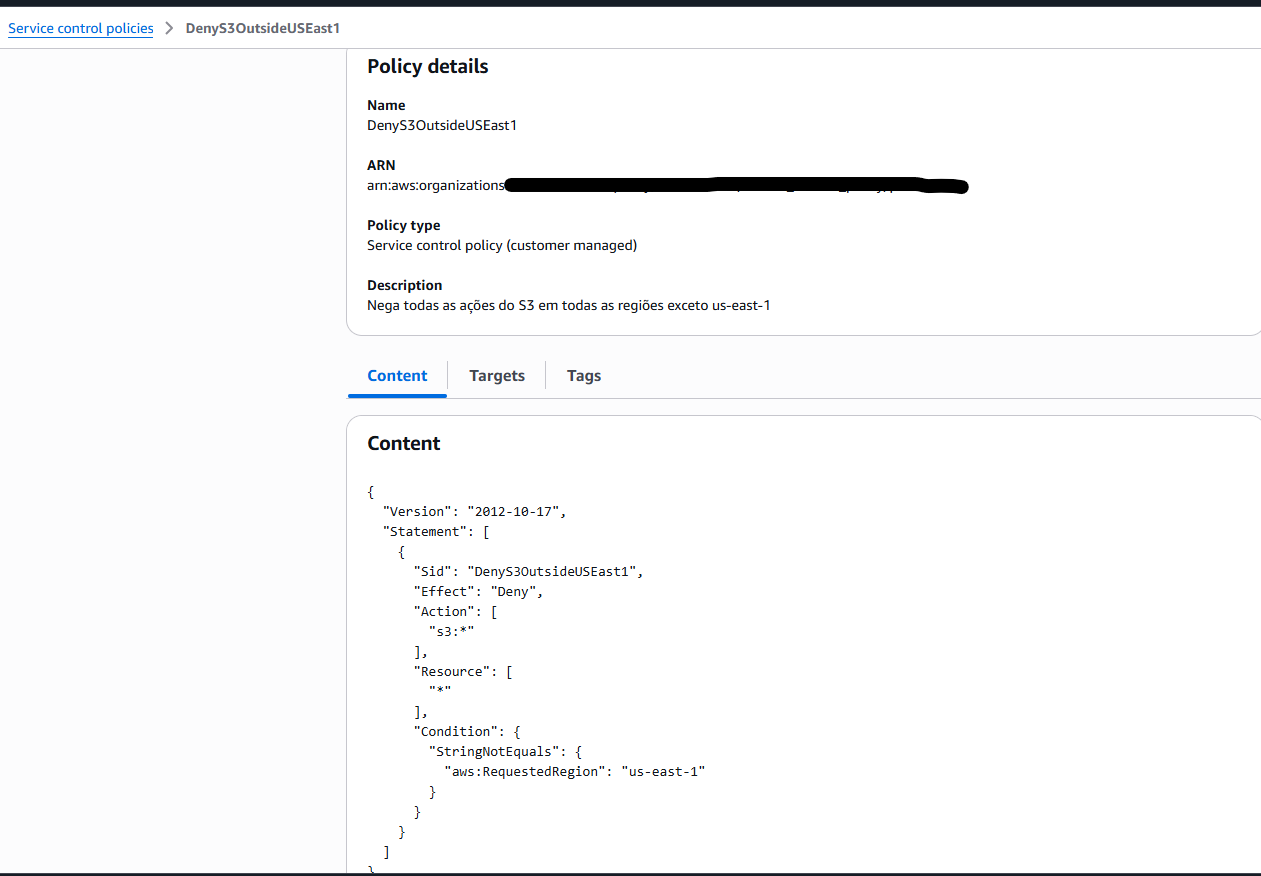 Service control policies > DenyS3OutsideUSEast1
Policy details
Name
DenyS3OutsideUSEast1
ARN
arn:aws:organizations
Policy type
Service control policy (customer managed)
Description
Nega todas as ações do S3 em todas as regiões exceto us-east-1
Content
Targets
Tags
Content
{
  "Version": "2012-10-17",
  "Statement": [
    {
      "Sid": "DenyS3OutsideUSEast1",
      "Effect": "Deny",
      "Action": [
        "s3:*"
      ],
      "Resource": [
        "*"
      ],
      "Condition": {
        "StringNotEquals": {
          "aws:RequestedRegion": "us-east-1"
        }
      }
    }
  ]
}